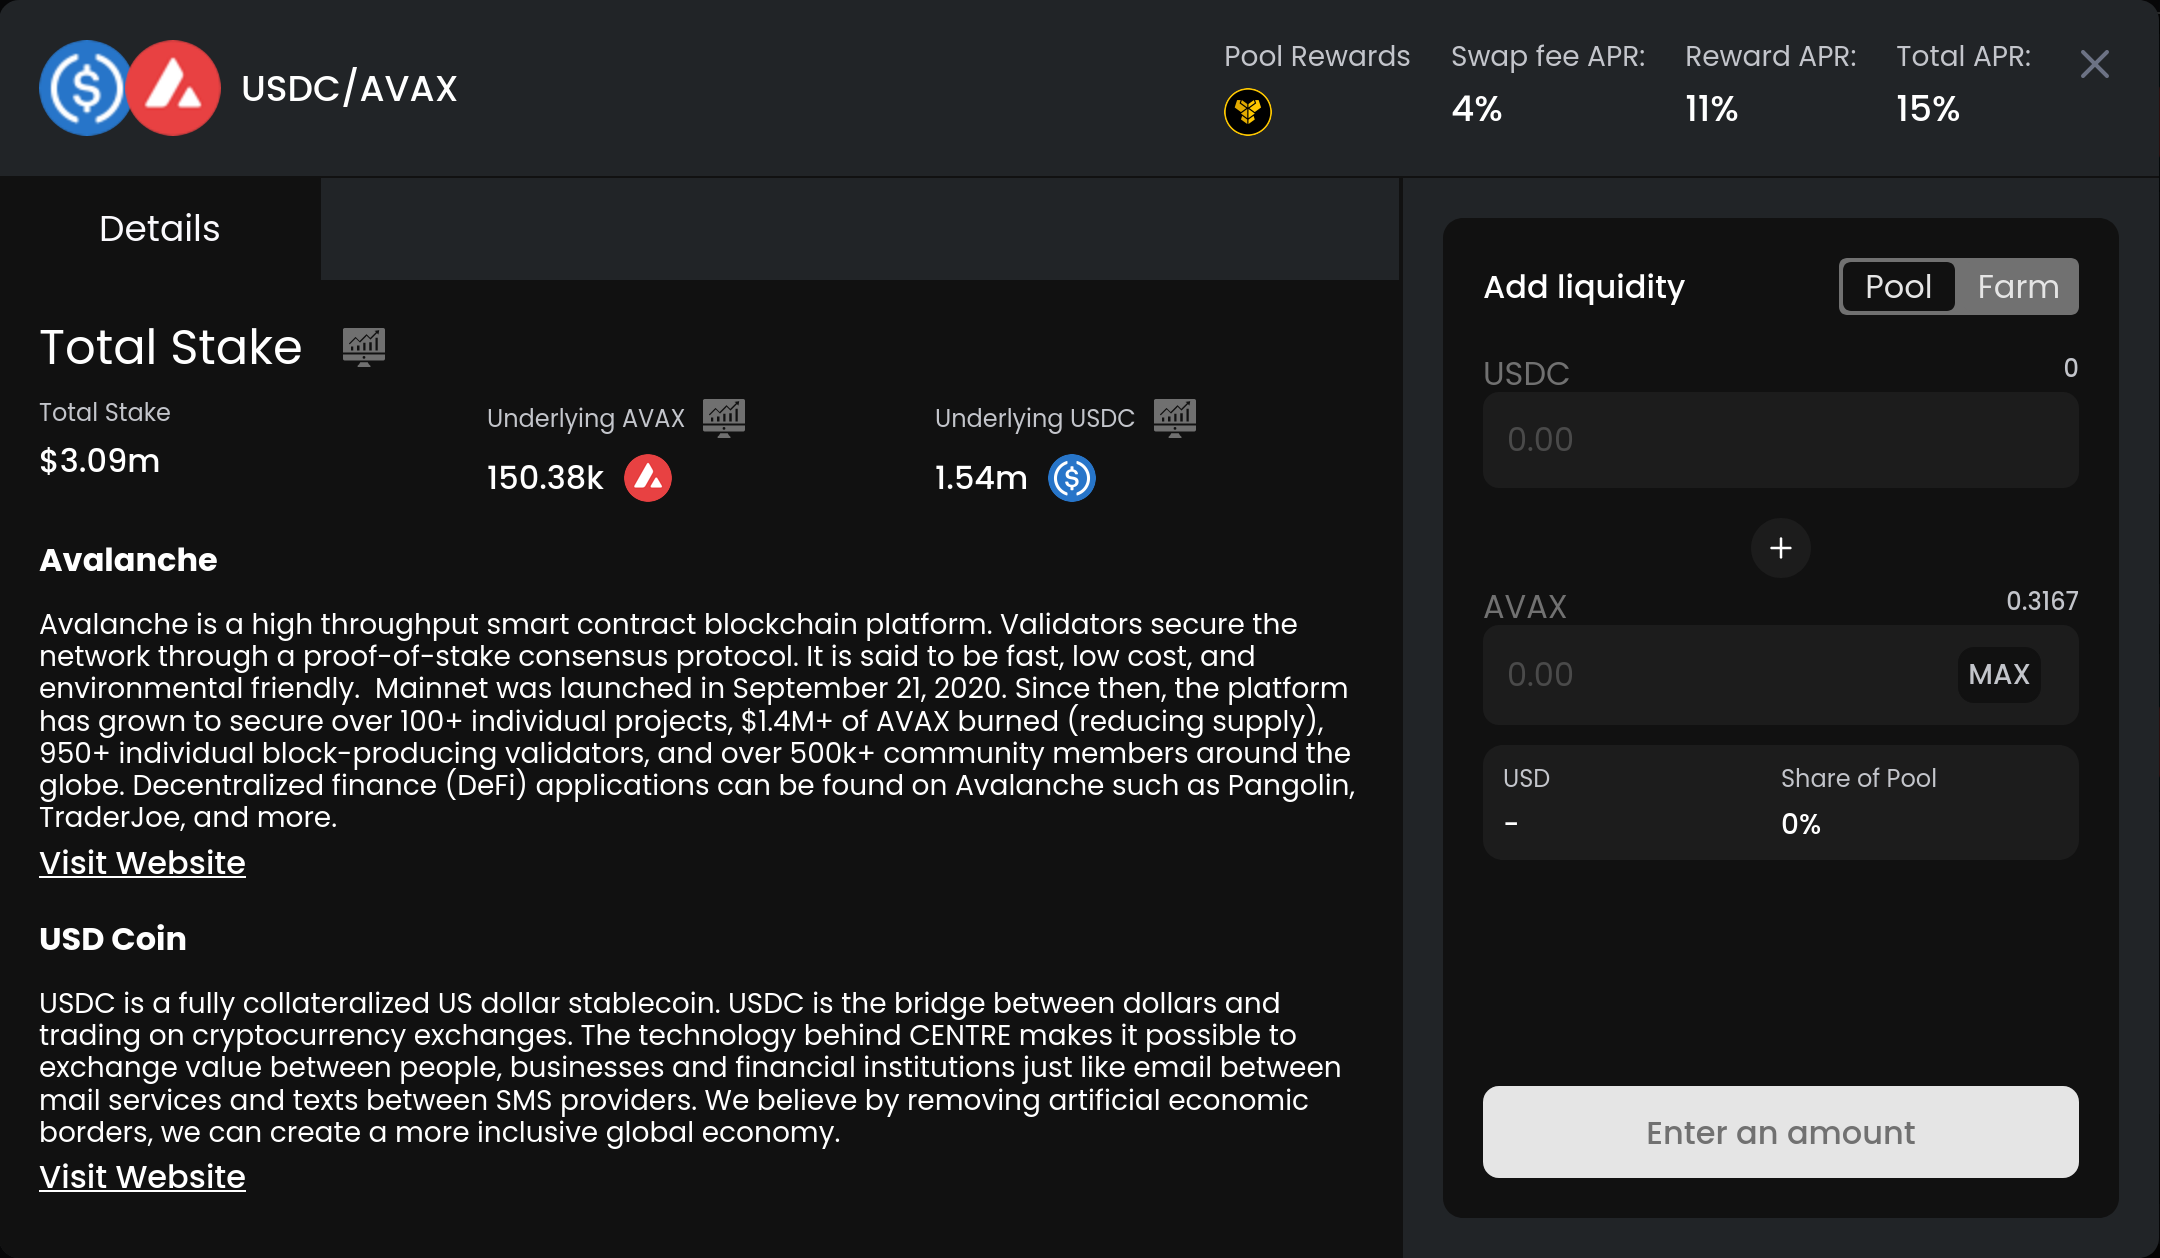 USDC/AVAX
Pool Rewards
Swap fee APR:
4%
Reward APR:
11%
Total APR:
15%
Details
Total Stake
Total Stake
$3.09m
Underlying AVAX
150.38k
Underlying USDC
1.54m
Avalanche
Avalanche is a high throughput smart contract blockchain platform. Validators secure the
network through a proof-of-stake consensus protocol. It is said to be fast, low cost, and
environmental friendly.  Mainnet was launched in September 21, 2020. Since then, the platform
has grown to secure over 100+ individual projects, $1.4M+ of AVAX burned (reducing supply),
950+ individual block-producing validators, and over 500k+ community members around the
globe. Decentralized finance (DeFi) applications can be found on Avalanche such as Pangolin,
TraderJoe, and more.
Visit Website
USD Coin
USDC is a fully collateralized US dollar stablecoin. USDC is the bridge between dollars and
trading on cryptocurrency exchanges. The technology behind CENTRE makes it possible to
exchange value between people, businesses and financial institutions just like email between
mail services and texts between SMS providers. We believe by removing artificial economic
borders, we can create a more inclusive global economy.
Visit Website
Add liquidity
Pool Farm
USDC 0
0.00
+
AVAX 0.3167
0.00 MAX
USD
-
Share of Pool
0%
Enter an amount